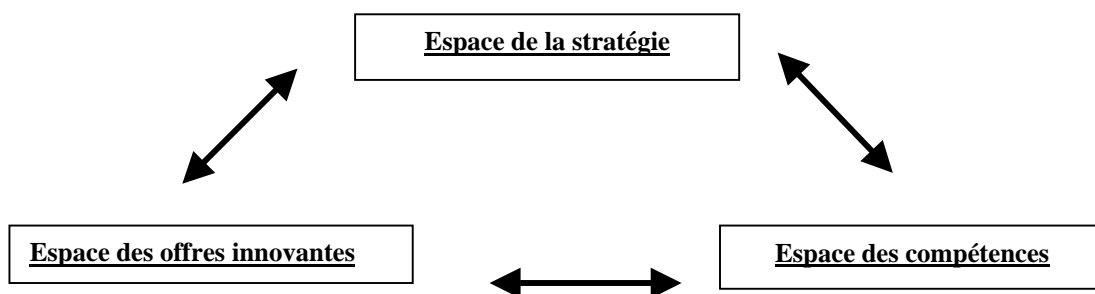 Espace de la stratégie
Espace des offres innovantes
Espace des compétences